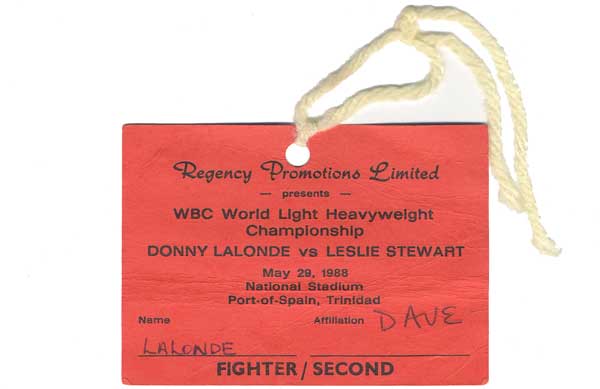 Regency Promotions Limited
— presents —
WBC World Light Heavyweight
Championship
DONNY LALONDE vs LESLIE STEWART
May 29, 1988
National Stadium
Port-of-Spain, Trinidad
Name Affiliation DAVE
LALONDE
FIGHTER / SECOND